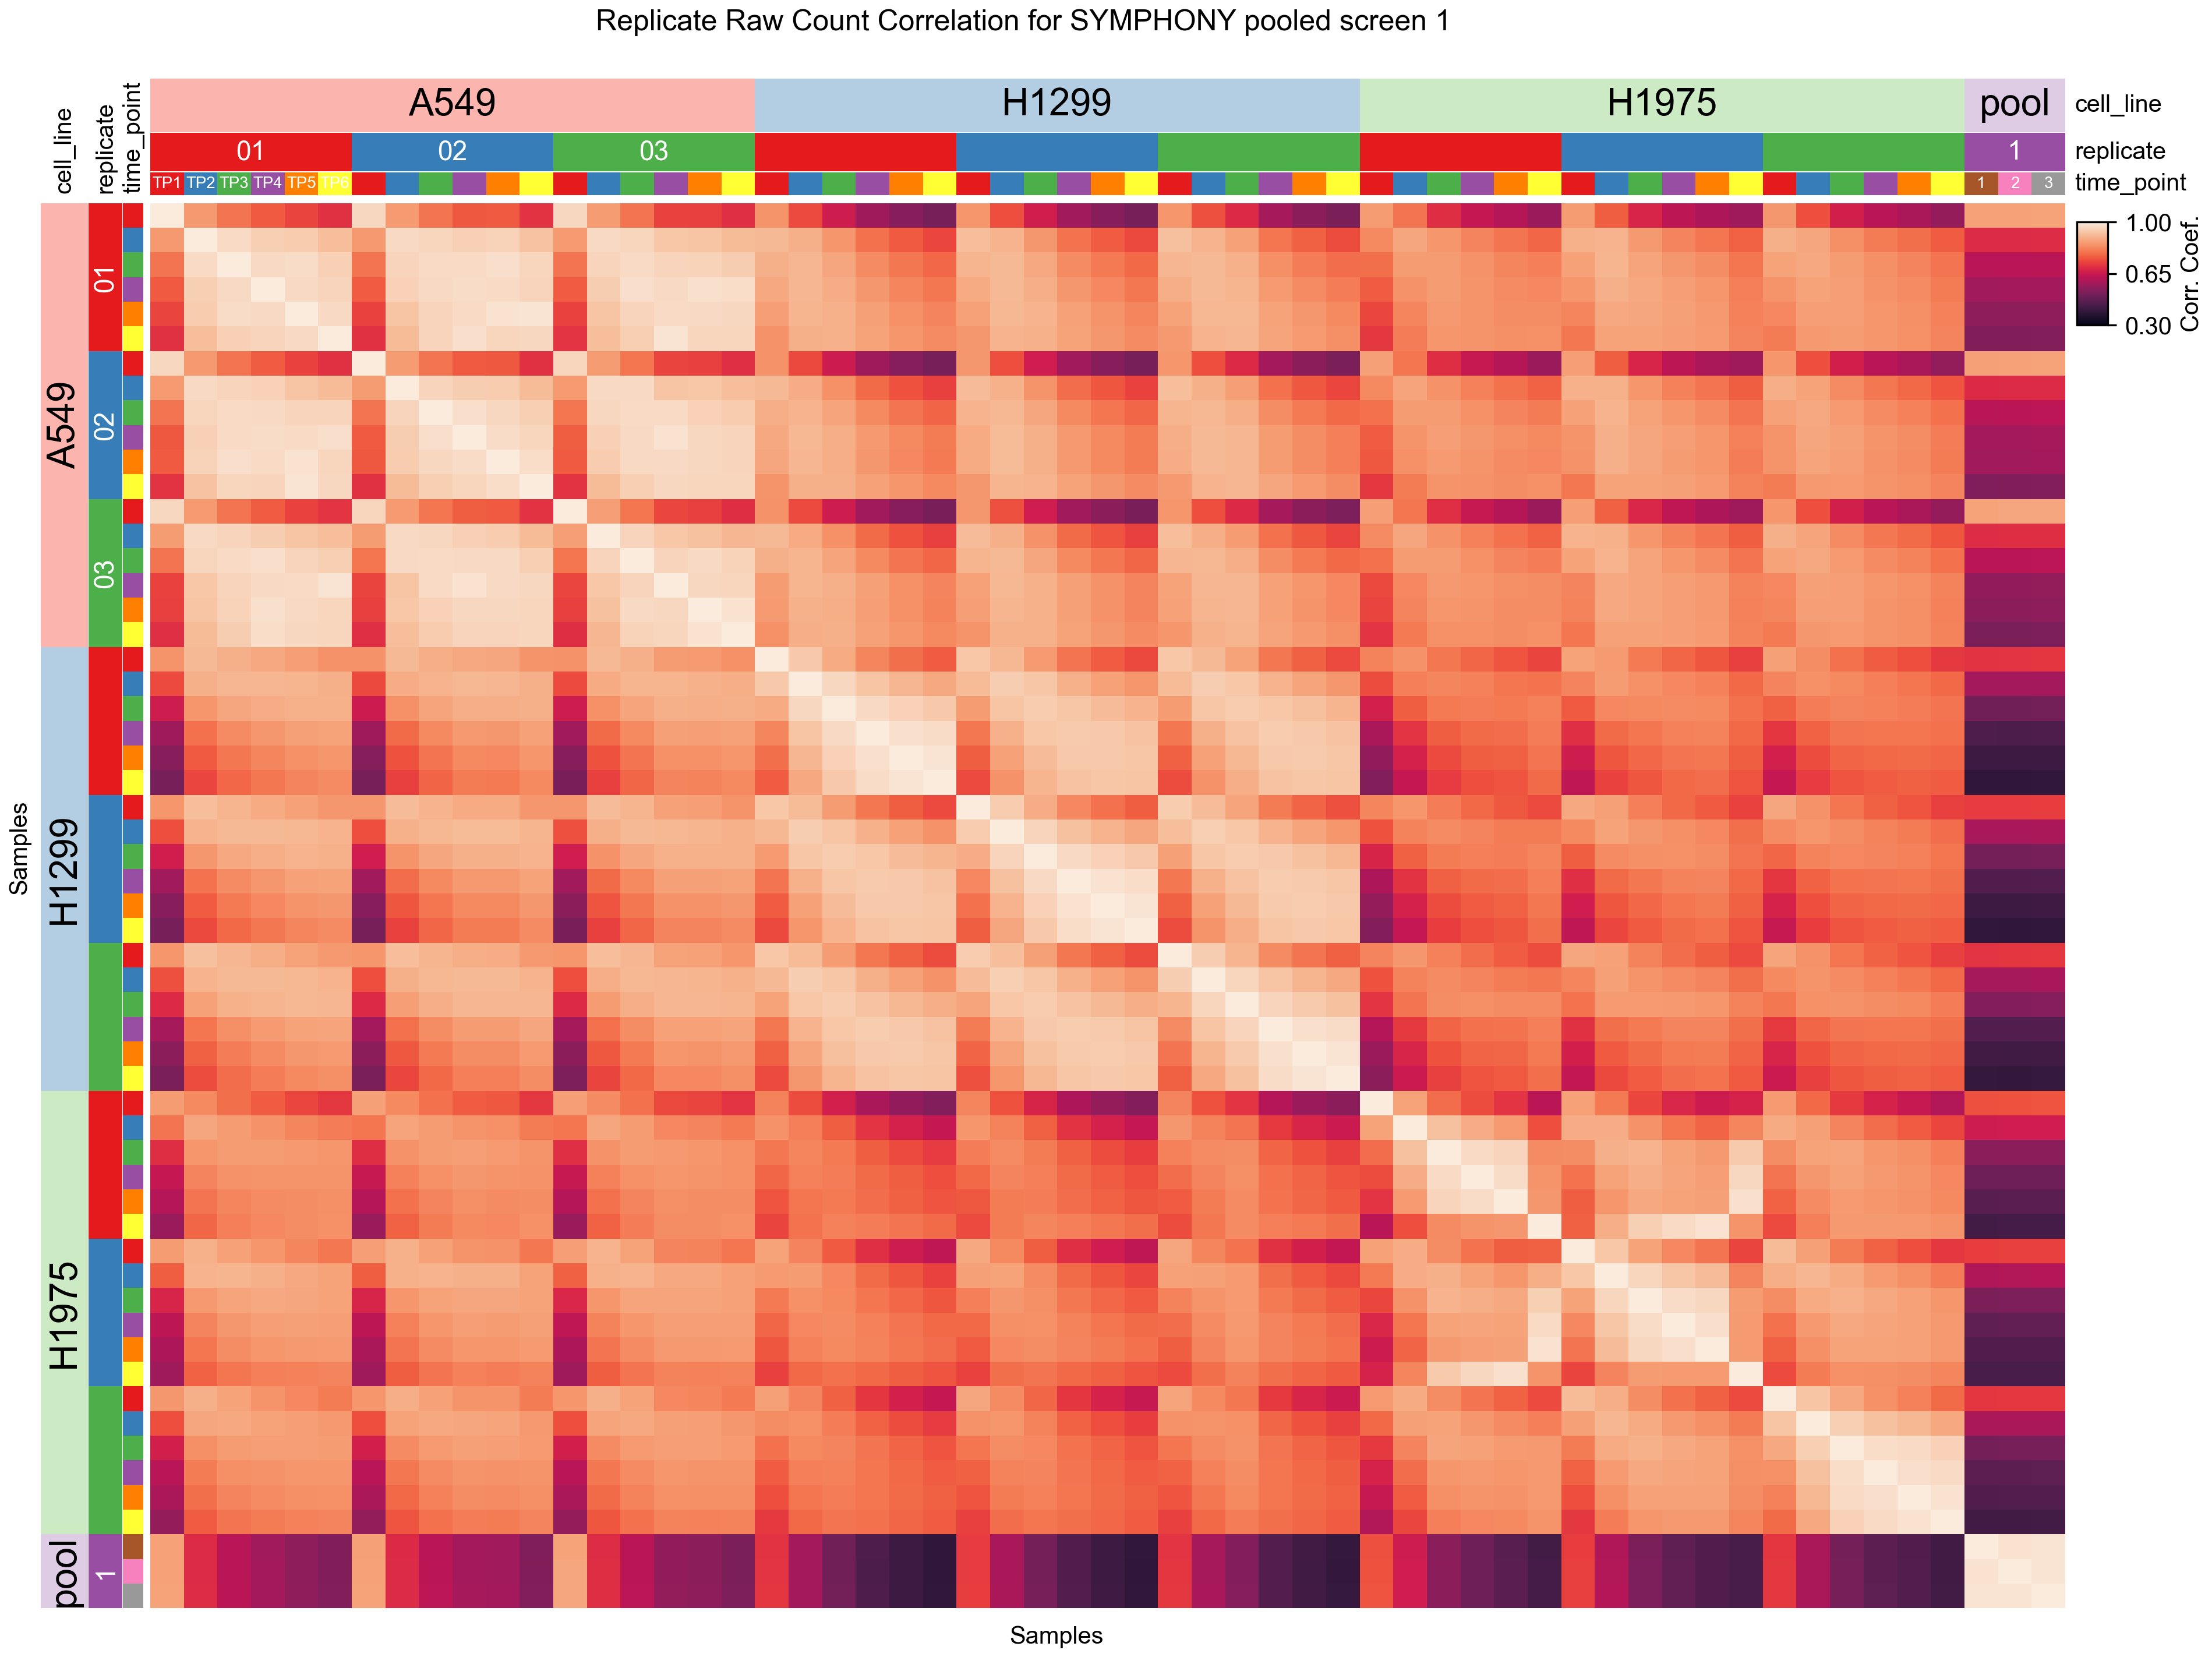 Replicate Raw Count Correlation for SYMPHONY pooled screen 1
cell_line
replicate
time_point
A549
H1299
H1975
pool
cell_line
01
02
03
1
replicate
TP1
TP2
TP3
TP4
TP5
TP6
1
2
3
time_point
1.00
0.65
0.30
Corr. Coef.
Samples
A549
H1299
H1975
pool
01
02
03
1
Samples